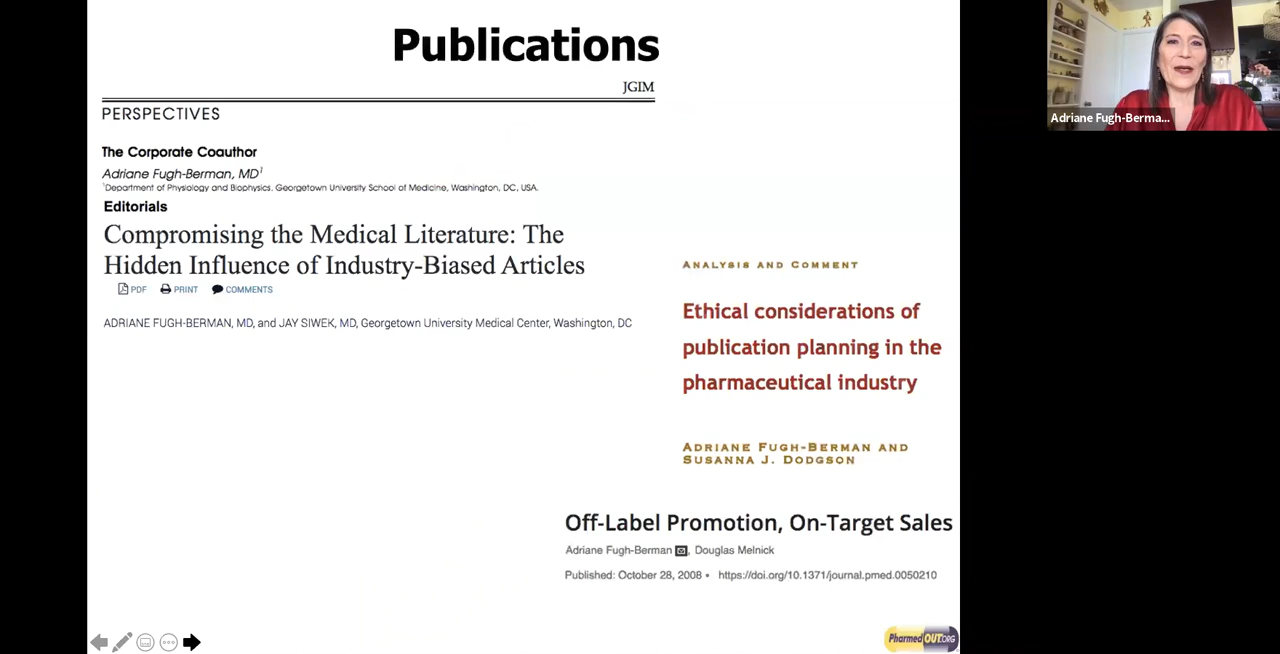 Publications
JGIM
PERSPECTIVES
The Corporate Coauthor
Adriane Fugh-Berman, MD¹
¹Department of Physiology and Biophysics, Georgetown University School of Medicine, Washington, DC, USA.
Editorials
Compromising the Medical Literature: The
Hidden Influence of Industry-Biased Articles
PDF PRINT COMMENTS
ADRIANE FUGH-BERMAN, MD, and JAY SIWEK, MD, Georgetown University Medical Center, Washington, DC
ANALYSIS AND COMMENT
Ethical considerations of
publication planning in the
pharmaceutical industry
ADRIANE FUGH-BERMAN AND
SUSANNA J. DODGSON
Off-Label Promotion, On-Target Sales
Adriane Fugh-Berman, Douglas Melnick
Published: October 28, 2008 • https://doi.org/10.1371/journal.pmed.0050210
PharmedOUT.ORG
Adriane Fugh-Berma...